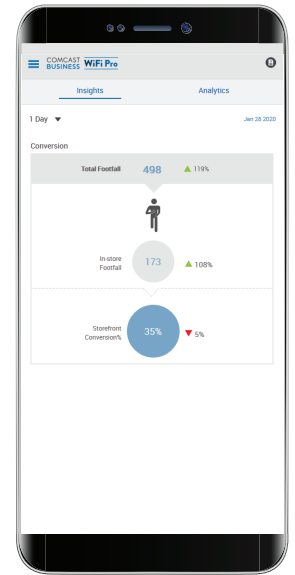 COMCAST
BUSINESS WiFi Pro
Insights Analytics
1 Day Jan 28 2020
Conversion
Total Footfall 498 119%
In-store
Footfall 173 108%
Storefront
Conversion% 35% 5%